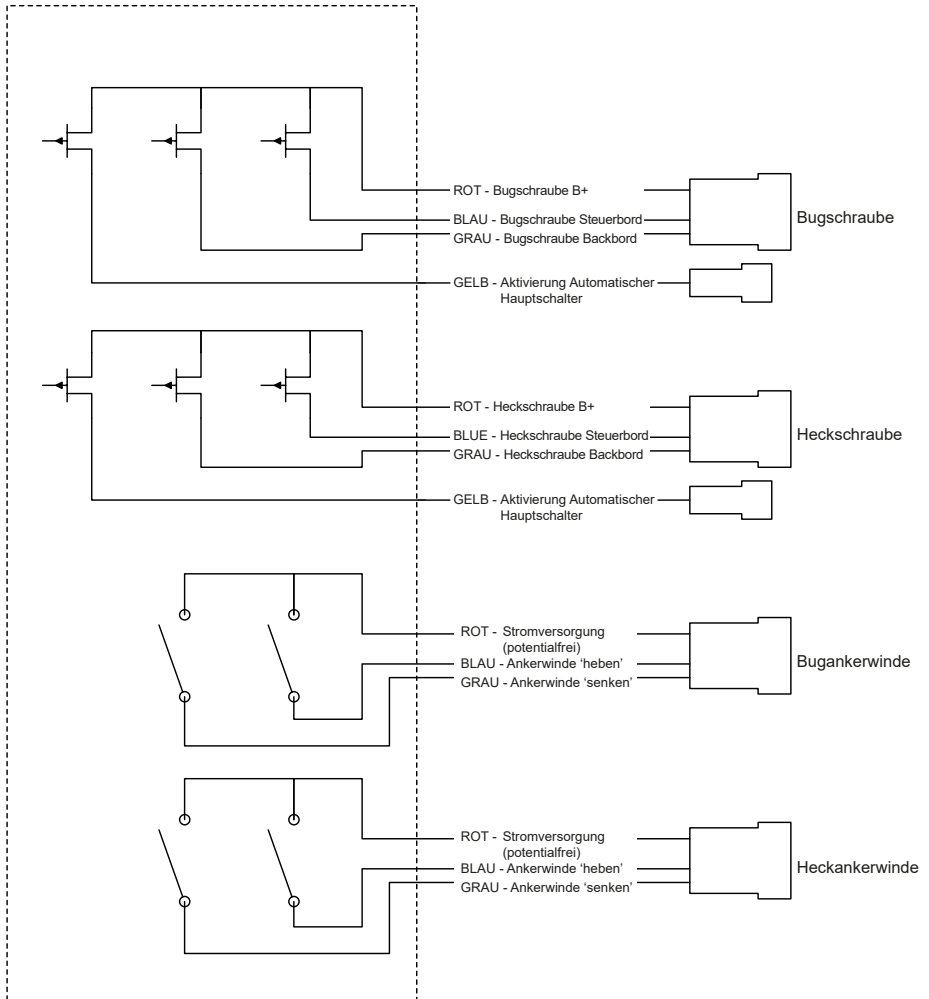 ROT - Bugschraube B+
BLAU - Bugschraube Steuerbord
GRAU - Bugschraube Backbord
Bugschraube
GELB - Aktivierung Automatischer
Hauptschalter
ROT - Heckschraube B+
BLUE - Heckschraube Steuerbord
GRAU - Heckschraube Backbord
Heckschraube
GELB - Aktivierung Automatischer
Hauptschalter
ROT - Stromversorgung
(potentialfrei)
BLAU - Ankerwinde ‘heben’
GRAU - Ankerwinde ‘senken’
Bugankerwinde
ROT - Stromversorgung
(potentialfrei)
BLAU - Ankerwinde ‘heben’
GRAU - Ankerwinde ‘senken’
Heckankerwinde